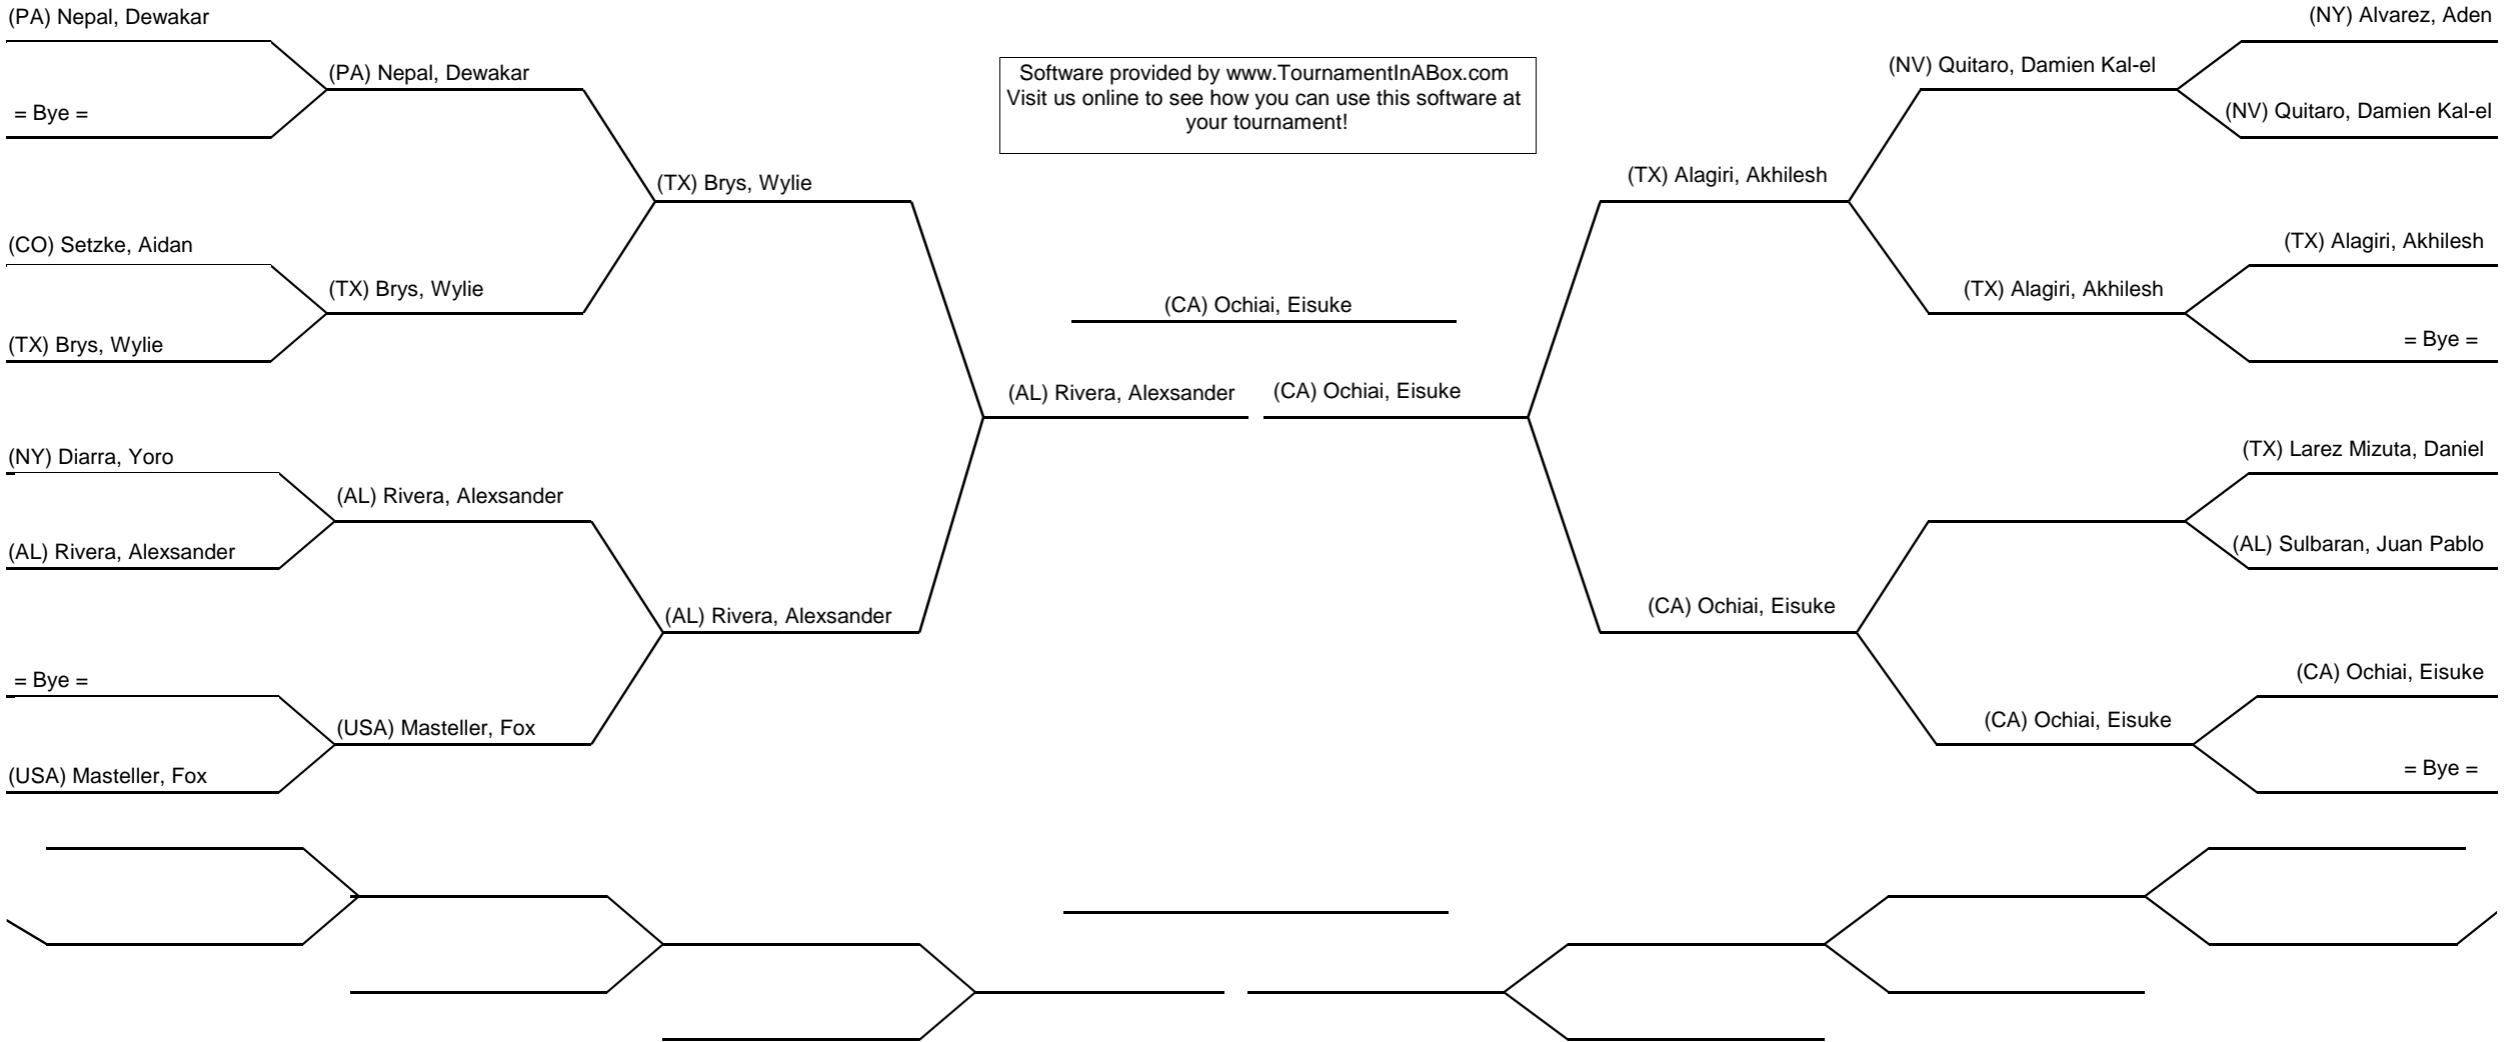 (PA) Nepal, Dewakar
= Bye =
(CO) Setzke, Aidan
(TX) Brys, Wylie
(NY) Diarra, Yoro
(AL) Rivera, Alexsander
= Bye =
(USA) Masteller, Fox
(PA) Nepal, Dewakar
(TX) Brys, Wylie
(AL) Rivera, Alexsander
(USA) Masteller, Fox
(TX) Brys, Wylie
(AL) Rivera, Alexsander
Software provided by www.TournamentInABox.com
Visit us online to see how you can use this software at
your tournament!
(CA) Ochiai, Eisuke
(AL) Rivera, Alexsander
(CA) Ochiai, Eisuke
(TX) Alagiri, Akhilesh
(CA) Ochiai, Eisuke
(NV) Quitaro, Damien Kal-el
(TX) Alagiri, Akhilesh
(CA) Ochiai, Eisuke
(NY) Alvarez, Aden
(NV) Quitaro, Damien Kal-el
(TX) Alagiri, Akhilesh
= Bye =
(TX) Larez Mizuta, Daniel
(AL) Sulbaran, Juan Pablo
(CA) Ochiai, Eisuke
= Bye =